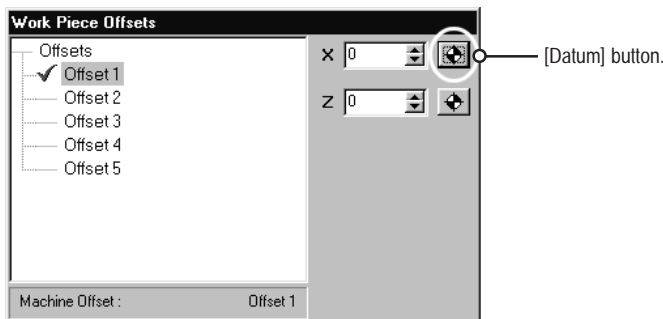 Work Piece Offsets
Offsets
Offset 1
Offset 2
Offset 3
Offset 4
Offset 5
X 0
Z 0
[Datum] button.
Machine Offset : Offset 1